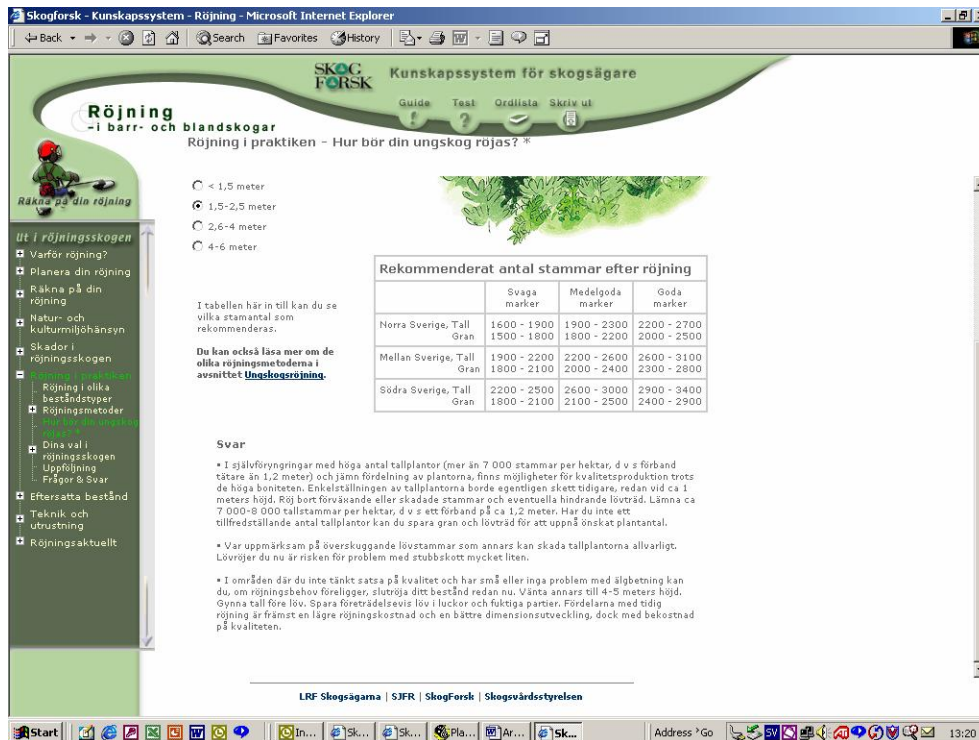 Skogforsk - Kunskapssystem - Röjning - Microsoft Internet Explorer
Back
Search
Favorites
History
SKOG
FORSK
Kunskapssystem för skogsägare
Guide Test Ordlista Skriv ut
Röjning
-i barr- och blandskogar
Räkna på din röjning
Röjning i praktiken - Hur bör din ungskog röjas? *
< 1,5 meter
1,5-2,5 meter
2,6-4 meter
4-6 meter
Ut i röjningsskogen
Varför röjning?
Planera din röjning
Räkna på din
röjning
Natur- och
kulturmiljöhänsyn
Skador i
röjningsskogen
Röjning i praktiken
Röjning i olika
beståndstyper
Röjningsmetoder
Hur bör din ungskog
röjas? *
Dina val i
röjningsskogen
Uppföljning
Frågor & Svar
Eftersatta bestånd
Teknik och
utrustning
Röjningsaktuellt
I tabellen här in till kan du se
vilka stamantal som
rekommenderas.
Du kan också läsa mer om de
olika röjningsmetoderna i
avsnittet Ungskogsröjning.
Rekommenderat antal stammar efter röjning
Svaga marker Medelgoda marker Goda marker
Norra Sverige, Tall 1600 - 1900 1900 - 2300 2200 - 2700
Gran 1500 - 1800 1800 - 2200 2000 - 2500
Mellan Sverige, Tall 1900 - 2200 2200 - 2600 2600 - 3100
Gran 1800 - 2100 2000 - 2400 2300 - 2800
Södra Sverige, Tall 2200 - 2500 2600 - 3000 2900 - 3400
Gran 1800 - 2100 2100 - 2500 2400 - 2900
Svar
• I självföryngringar med höga antal tallplantor (mer än 7 000 stammar per hektar, d v s förband
tätare än 1,2 meter) och jämn fördelning av plantorna, finns möjligheter för kvalitetsproduktion trots
de höga boniteten. Enkelställningen av tallplantorna borde egentligen skett tidigare, redan vid ca 1
meters höjd. Röj bort förväxande eller skadade stammar och eventuella hindrande lövträd. Lämna ca
7 000-8 000 tallstammar per hektar, d v s ett förband på ca 1,2 meter. Har du inte ett
tillfredställande antal tallplantor kan du spara gran och lövträd för att uppnå önskat plantantal.
• Var uppmärksam på överskuggande lövstammar som annars kan skada tallplantorna allvarligt.
Lövröjer du nu är risken för problem med stubbskott mycket liten.
• I områden där du inte tänkt satsa på kvalitet och har små eller inga problem med älgbetning kan
du, om röjningsbehov föreligger, slutröja ditt bestånd redan nu. Vänta annars till 4-5 meters höjd.
Gynna tall före löv. Spara företrädelsevis löv i luckor och fuktiga partier. Fördelarna med tidig
röjning är främst en lägre röjningskostnad och en bättre dimensionsutveckling, dock med bekostnad
på kvaliteten.
LRF Skogsägarna | SJFR | SkogForsk | Skogsvårdsstyrelsen
Start
In...
Sk...
Sk...
Pla...
Ar...
Sk...
Address
Go
SV
13:20